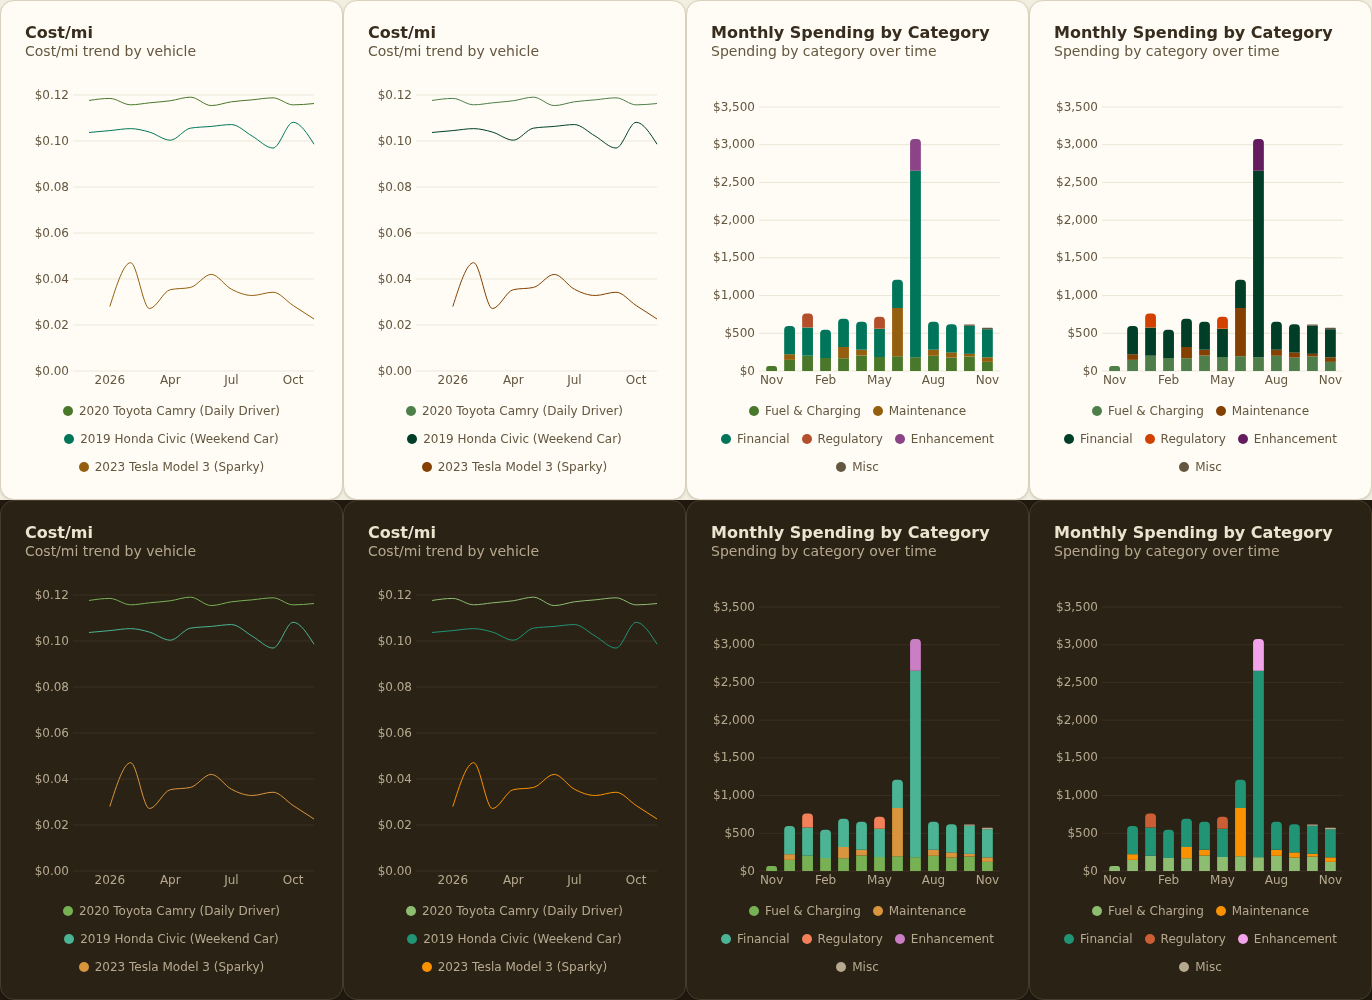 Cost/mi
Cost/mi trend by vehicle
$0.12
$0.10
$0.08
$0.06
$0.04
$0.02
$0.00
2026 Apr Jul Oct
2020 Toyota Camry (Daily Driver)
2019 Honda Civic (Weekend Car)
2023 Tesla Model 3 (Sparky)
Cost/mi
Cost/mi trend by vehicle
$0.12
$0.10
$0.08
$0.06
$0.04
$0.02
$0.00
2026 Apr Jul Oct
2020 Toyota Camry (Daily Driver)
2019 Honda Civic (Weekend Car)
2023 Tesla Model 3 (Sparky)
Monthly Spending by Category
Spending by category over time
$3,500
$3,000
$2,500
$2,000
$1,500
$1,000
$500
$0
Nov Feb May Aug Nov
Fuel & Charging Maintenance
Financial Regulatory Enhancement
Misc
Monthly Spending by Category
Spending by category over time
$3,500
$3,000
$2,500
$2,000
$1,500
$1,000
$500
$0
Nov Feb May Aug Nov
Fuel & Charging Maintenance
Financial Regulatory Enhancement
Misc
Cost/mi
Cost/mi trend by vehicle
$0.12
$0.10
$0.08
$0.06
$0.04
$0.02
$0.00
2026 Apr Jul Oct
2020 Toyota Camry (Daily Driver)
2019 Honda Civic (Weekend Car)
2023 Tesla Model 3 (Sparky)
Cost/mi
Cost/mi trend by vehicle
$0.12
$0.10
$0.08
$0.06
$0.04
$0.02
$0.00
2026 Apr Jul Oct
2020 Toyota Camry (Daily Driver)
2019 Honda Civic (Weekend Car)
2023 Tesla Model 3 (Sparky)
Monthly Spending by Category
Spending by category over time
$3,500
$3,000
$2,500
$2,000
$1,500
$1,000
$500
$0
Nov Feb May Aug Nov
Fuel & Charging Maintenance
Financial Regulatory Enhancement
Misc
Monthly Spending by Category
Spending by category over time
$3,500
$3,000
$2,500
$2,000
$1,500
$1,000
$500
$0
Nov Feb May Aug Nov
Fuel & Charging Maintenance
Financial Regulatory Enhancement
Misc